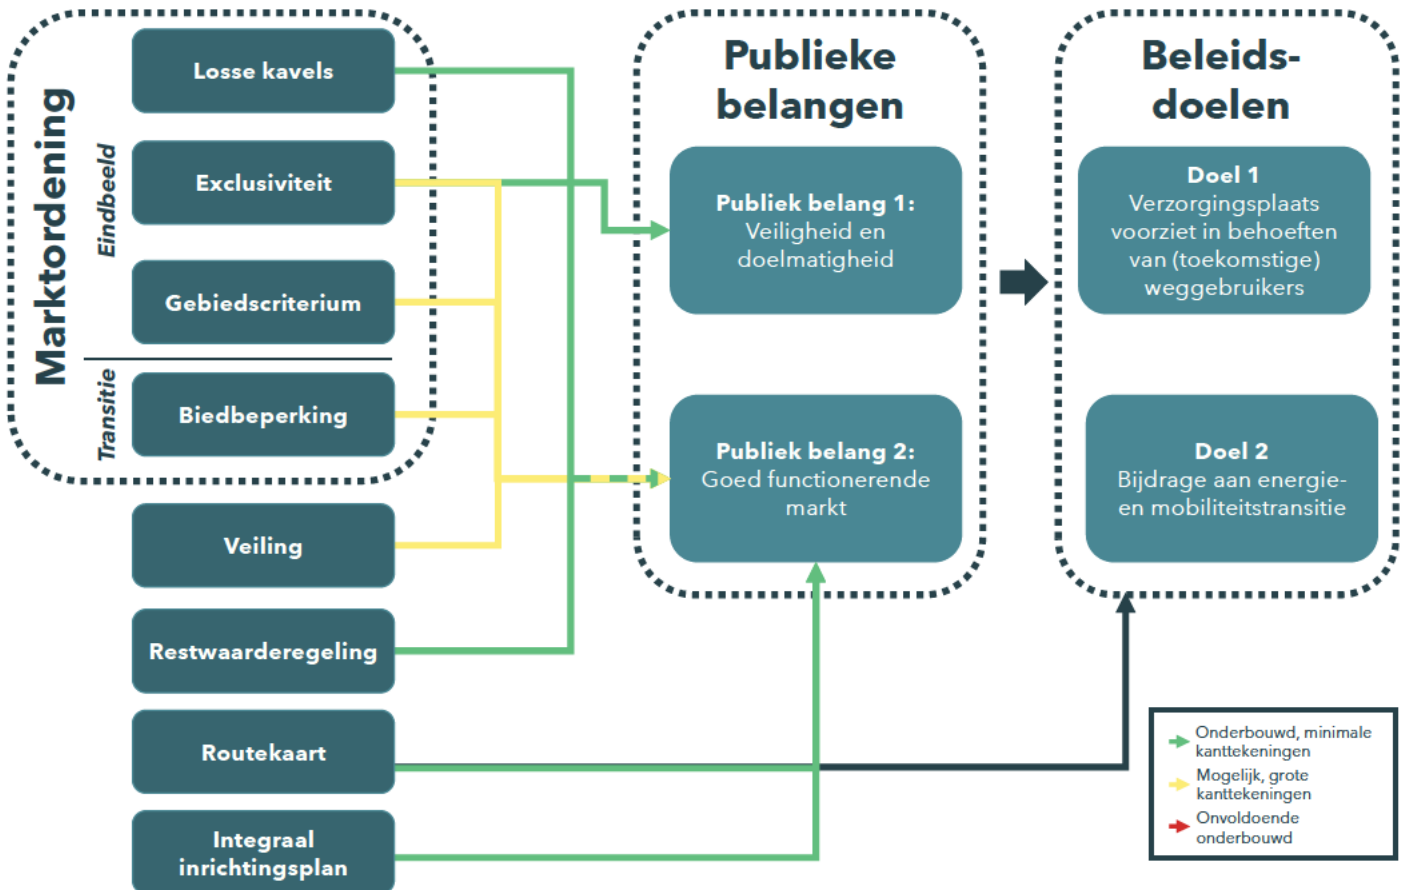 Marktordening
Eindbeeld
Transitie
Losse kavels
Exclusiviteit
Gebiedscriterium
Biedbeperking
Veiling
Restwaarderegeling
Routekaart
Integraal
inrichtingsplan
Publieke
belangen
Publiek belang 1:
Veiligheid en
doelmatigheid
Publiek belang 2:
Goed functionerende
markt
Beleids-
doelen
Doel 1
Verzorgingsplaats
voorziet in behoeften
van (toekomstige)
weggebruikers
Doel 2
Bijdrage aan energie-
en mobiliteitstransitie
Onderbouwd, minimale
kanttekeningen
Mogelijk, grote
kanttekeningen
Onvoldoende
onderbouwd